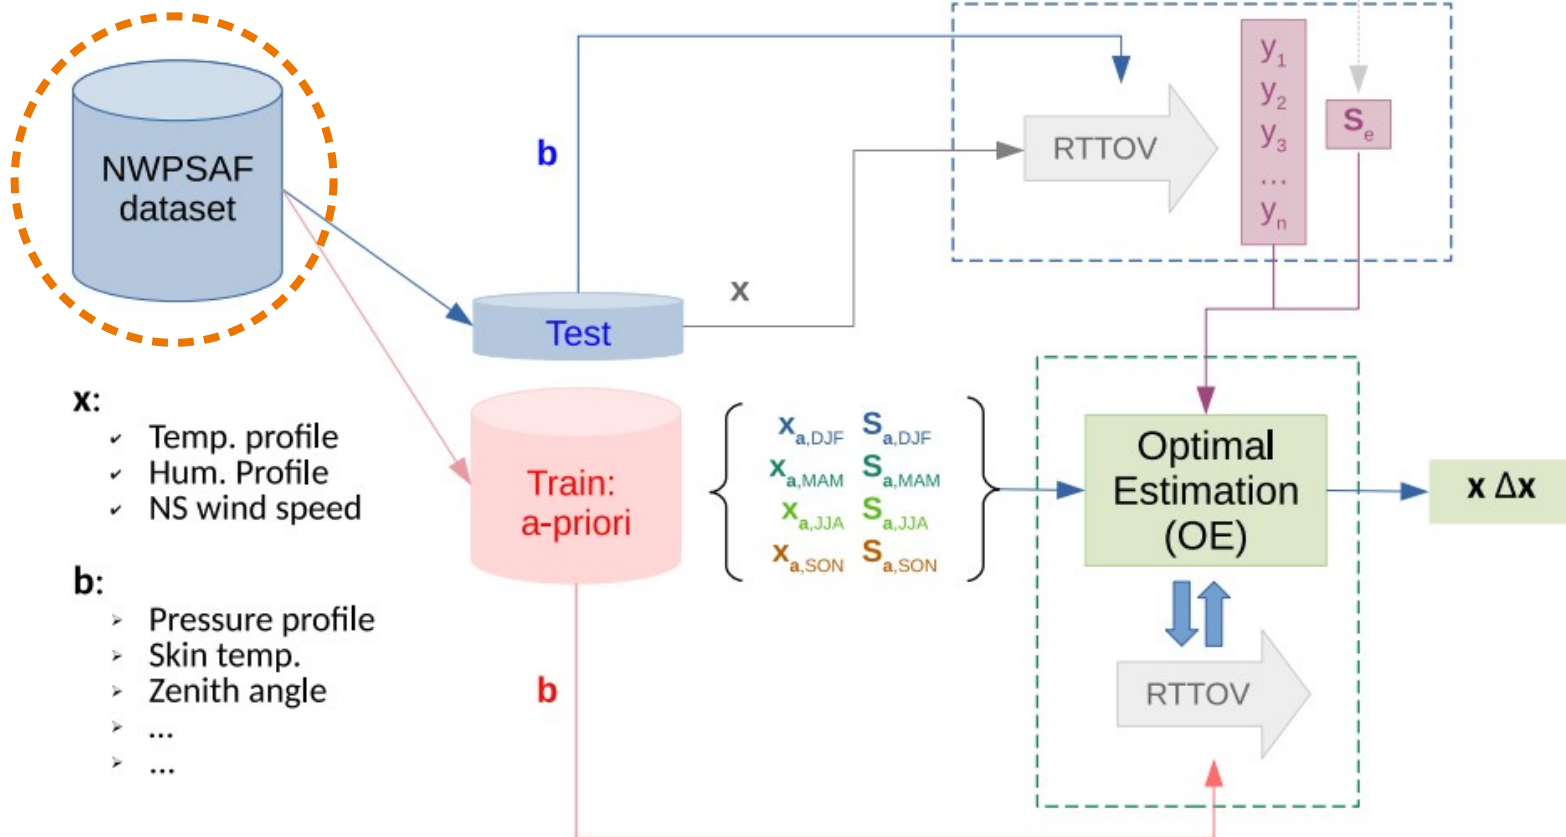 NWPSAF
dataset
b
RTTOV
y1
y2
y3
...
yn
Se
x
Test
x:
Temp. profile
Hum. Profile
NS wind speed
b:
Pressure profile
Skin temp.
Zenith angle
...
...
Train:
a-priori
xa,DJF Sa,DJF
xa,MAM Sa,MAM
xa,JJA Sa,JJA
xa,SON Sa,SON
Optimal
Estimation
(OE)
x Δx
b
RTTOV